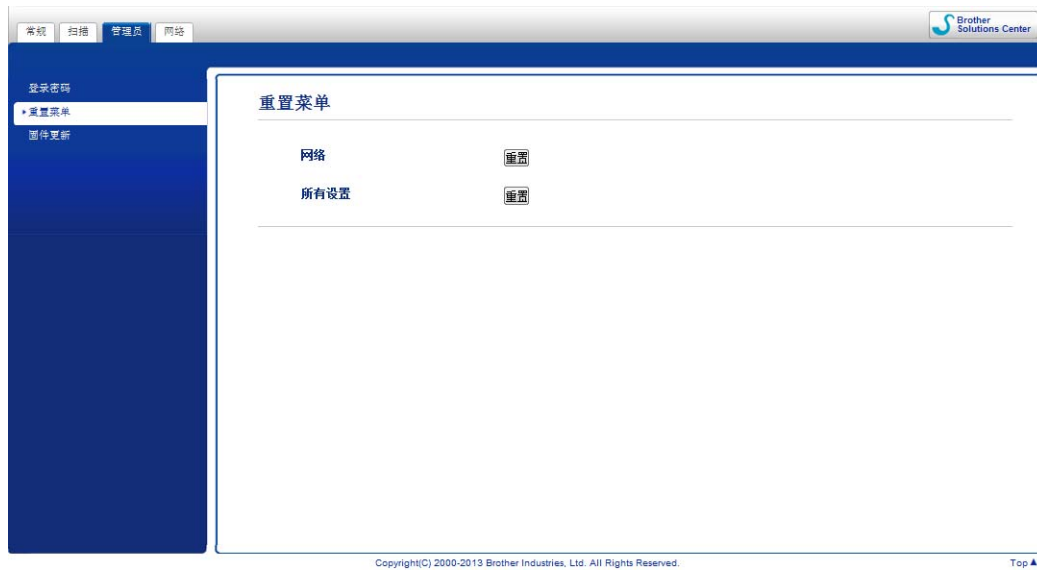 常规 扫描 管理员 网络
Brother
Solutions Center
登录密码
重置菜单
固件更新
重置菜单
网络 重置
所有设置 重置
Copyright(C) 2000-2013 Brother Industries, Ltd. All Rights Reserved.
Top▲